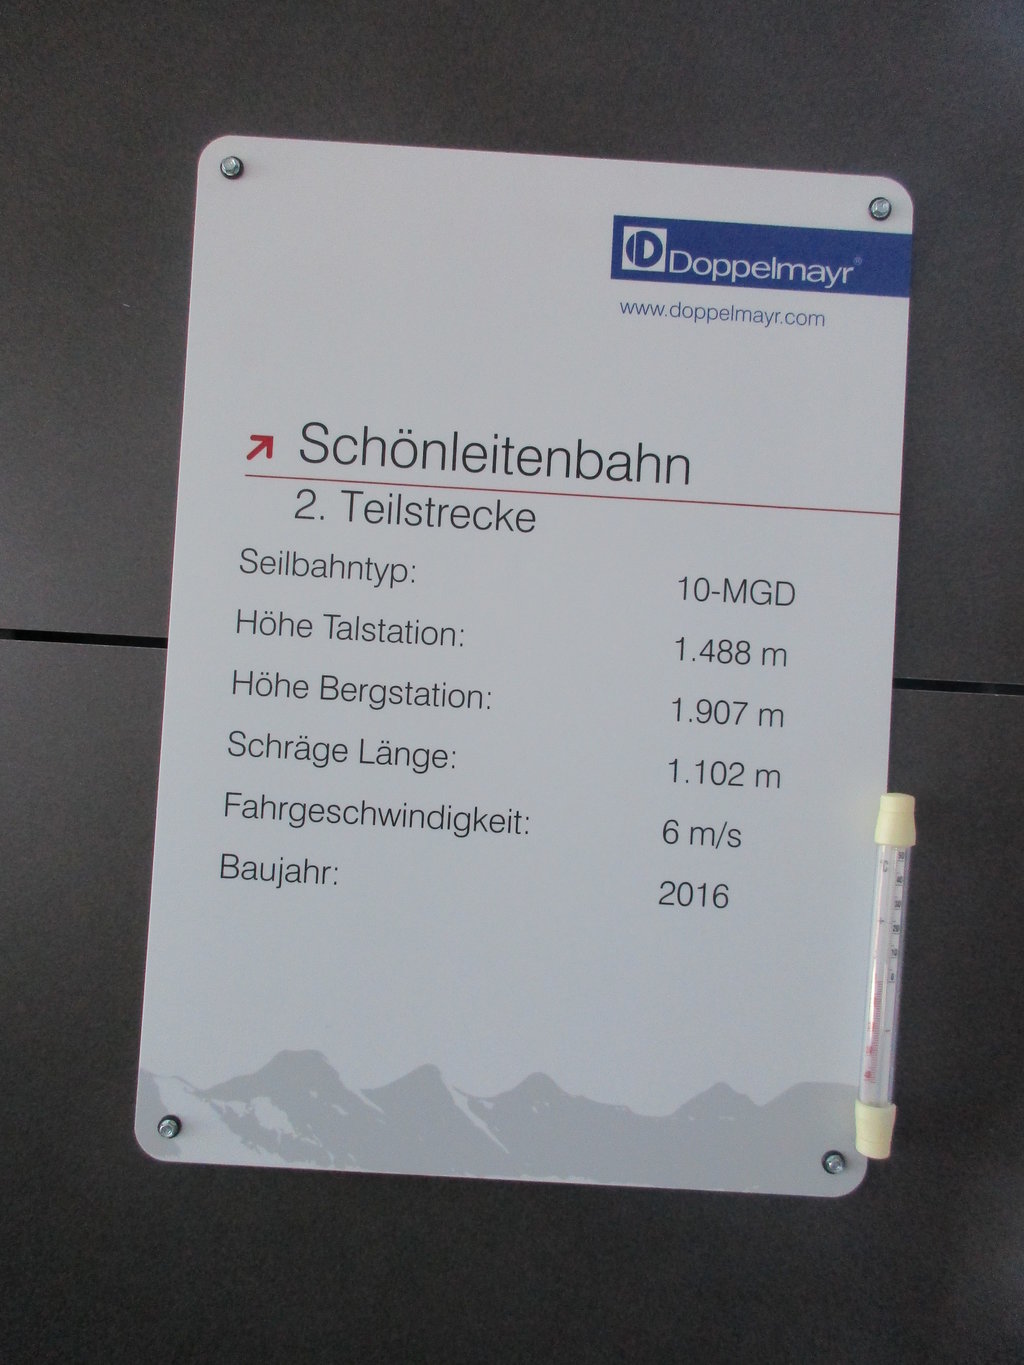 Doppelmayr®
www.doppelmayr.com
Schönleitenbahn
2. Teilstrecke
Seilbahntyp: 10-MGD
Höhe Talstation: 1.488 m
Höhe Bergstation: 1.907 m
Schräge Länge: 1.102 m
Fahrgeschwindigkeit: 6 m/s
Baujahr: 2016